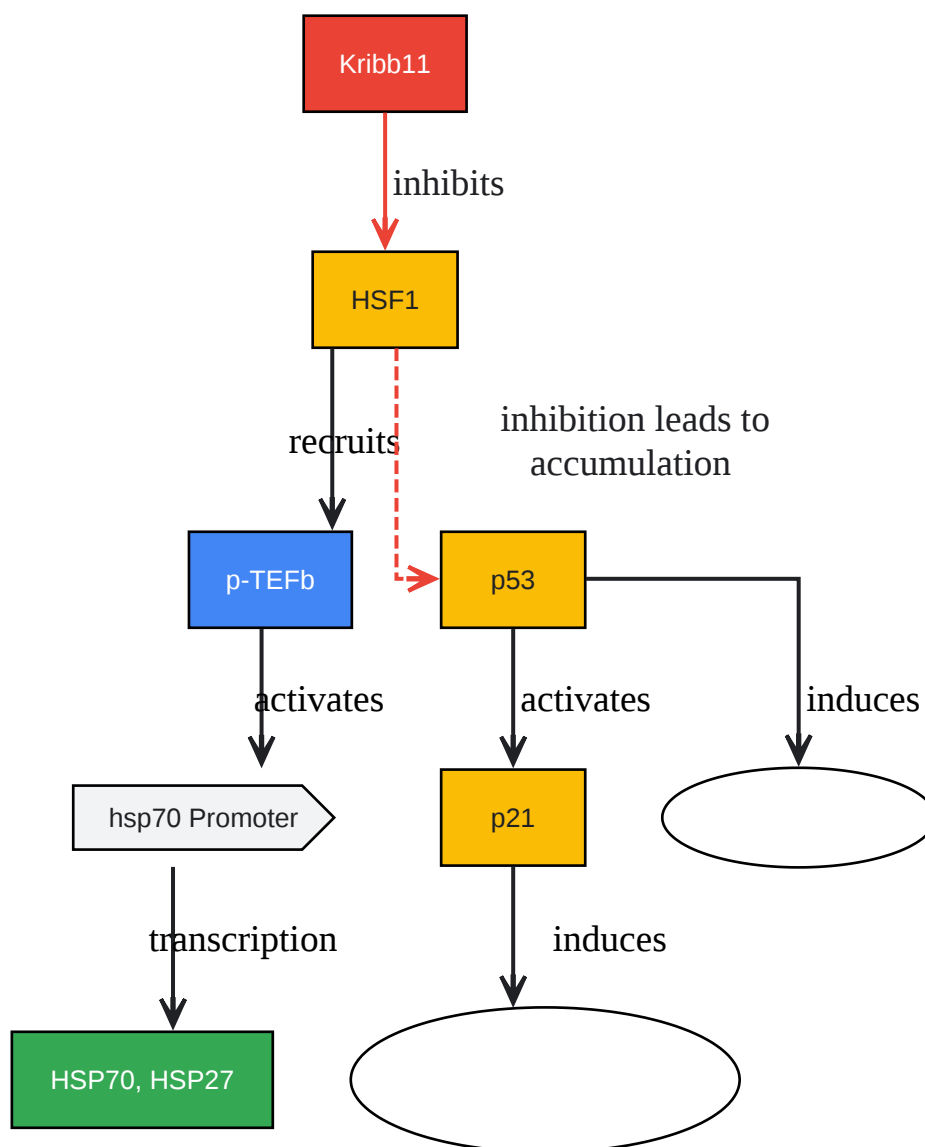 Kribb11
inhibits
HSF1
recruits
inhibition leads to
accumulation
p-TEFb
p53
activates
activates
induces
hsp70 Promoter
p21
transcription
induces
HSP70, HSP27